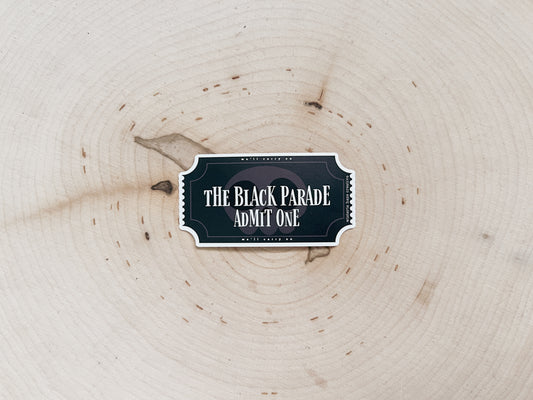 we'll carry on
THE BLACK PARADE
ADMIT ONE
we'll carry on